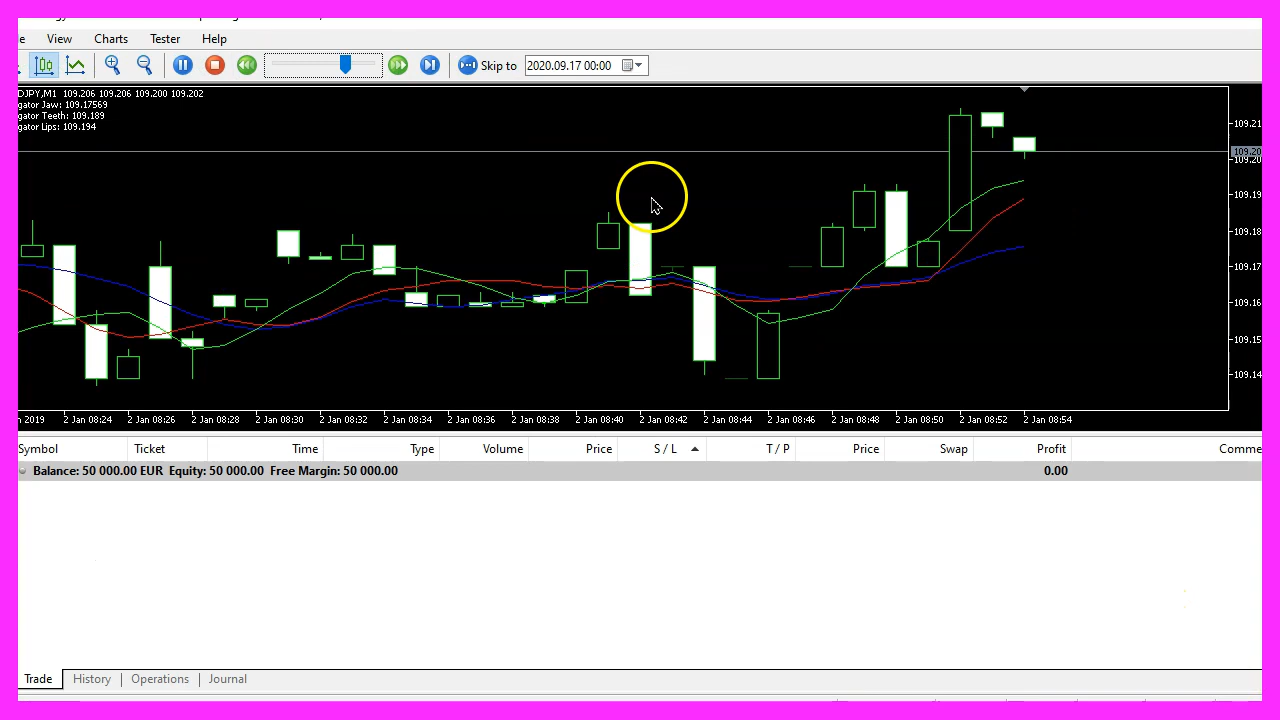 e View Charts Tester Help
Skip to 2020.09.17 00:00
DJPY,M1 109.206 109.206 109.200 109.202
gator Jaw: 109.17569
gator Teeth: 109.189
gator Lips: 109.194
109.21
109.20
109.20
109.19
109.18
109.17
109.16
109.15
109.14
n 2019 2 Jan 08:24 2 Jan 08:26 2 Jan 08:28 2 Jan 08:30 2 Jan 08:32 2 Jan 08:34 2 Jan 08:36 2 Jan 08:38 2 Jan 08:40 2 Jan 08:42 2 Jan 08:44 2 Jan 08:46 2 Jan 08:48 2 Jan 08:50 2 Jan 08:52 2 Jan 08:54
Symbol Ticket Time Type Volume Price S / L T / P Price Swap Profit Comme
Balance: 50 000.00 EUR Equity: 50 000.00 Free Margin: 50 000.00 0.00
Trade History Operations Journal